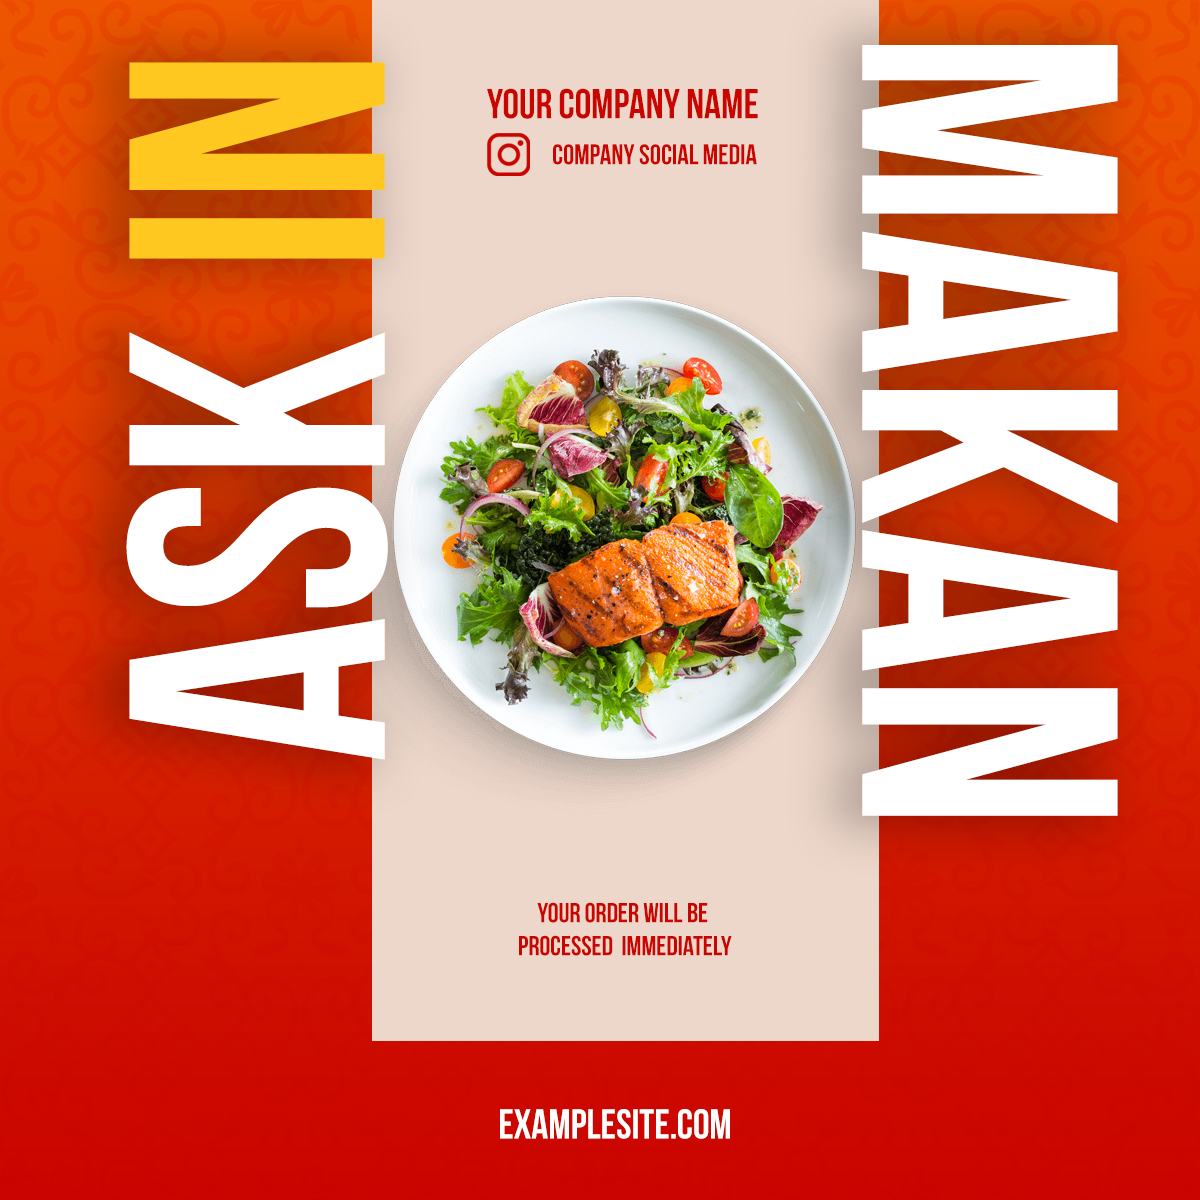 ASK IN
MAKAN
YOUR COMPANY NAME
COMPANY SOCIAL MEDIA
YOUR ORDER WILL BE
PROCESSED IMMEDIATELY
EXAMPLESITE.COM